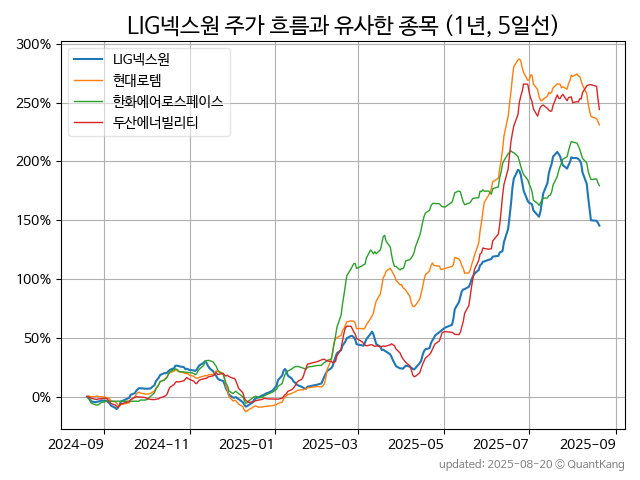 LIG넥스원 주가 흐름과 유사한 종목 (1년, 5일선)
300%
250%
200%
150%
100%
50%
0%
LIG넥스원
현대로템
한화에어로스페이스
두산에너빌리티
2024-09
2024-11
2025-01
2025-03
2025-05
2025-07
2025-09
updated: 2025-08-20 © QuantKang